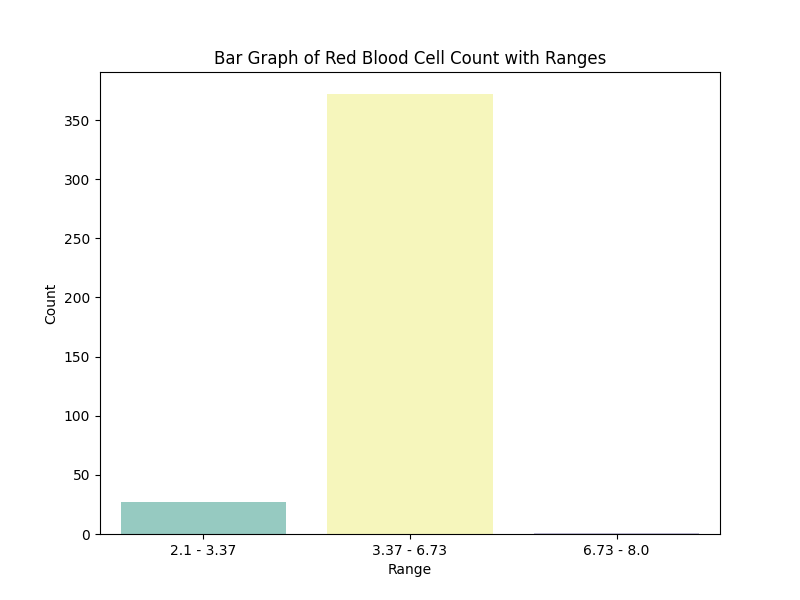 Bar Graph of Red Blood Cell Count with Ranges
350
300
250
200
150
100
50
0
Count
2.1 - 3.37
3.37 - 6.73
6.73 - 8.0
Range